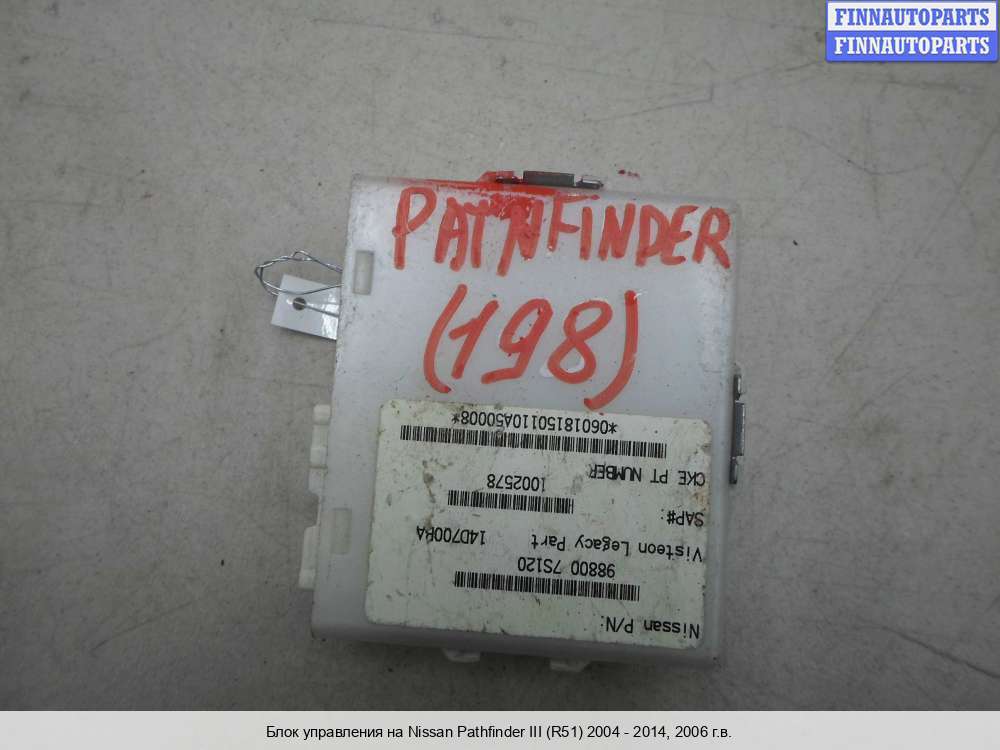 FINNAUTOPARTS
FINNAUTOPARTS
PATHFINDER
(198)
Nissan P/N:
98800 7S120
Visteon Legacy Part 14D700BA
SAP#:
1002578
CKE PT NUMBER
*060181501110A50008*
Блок управления на Nissan Pathfinder III (R51) 2004 - 2014, 2006 г.в.